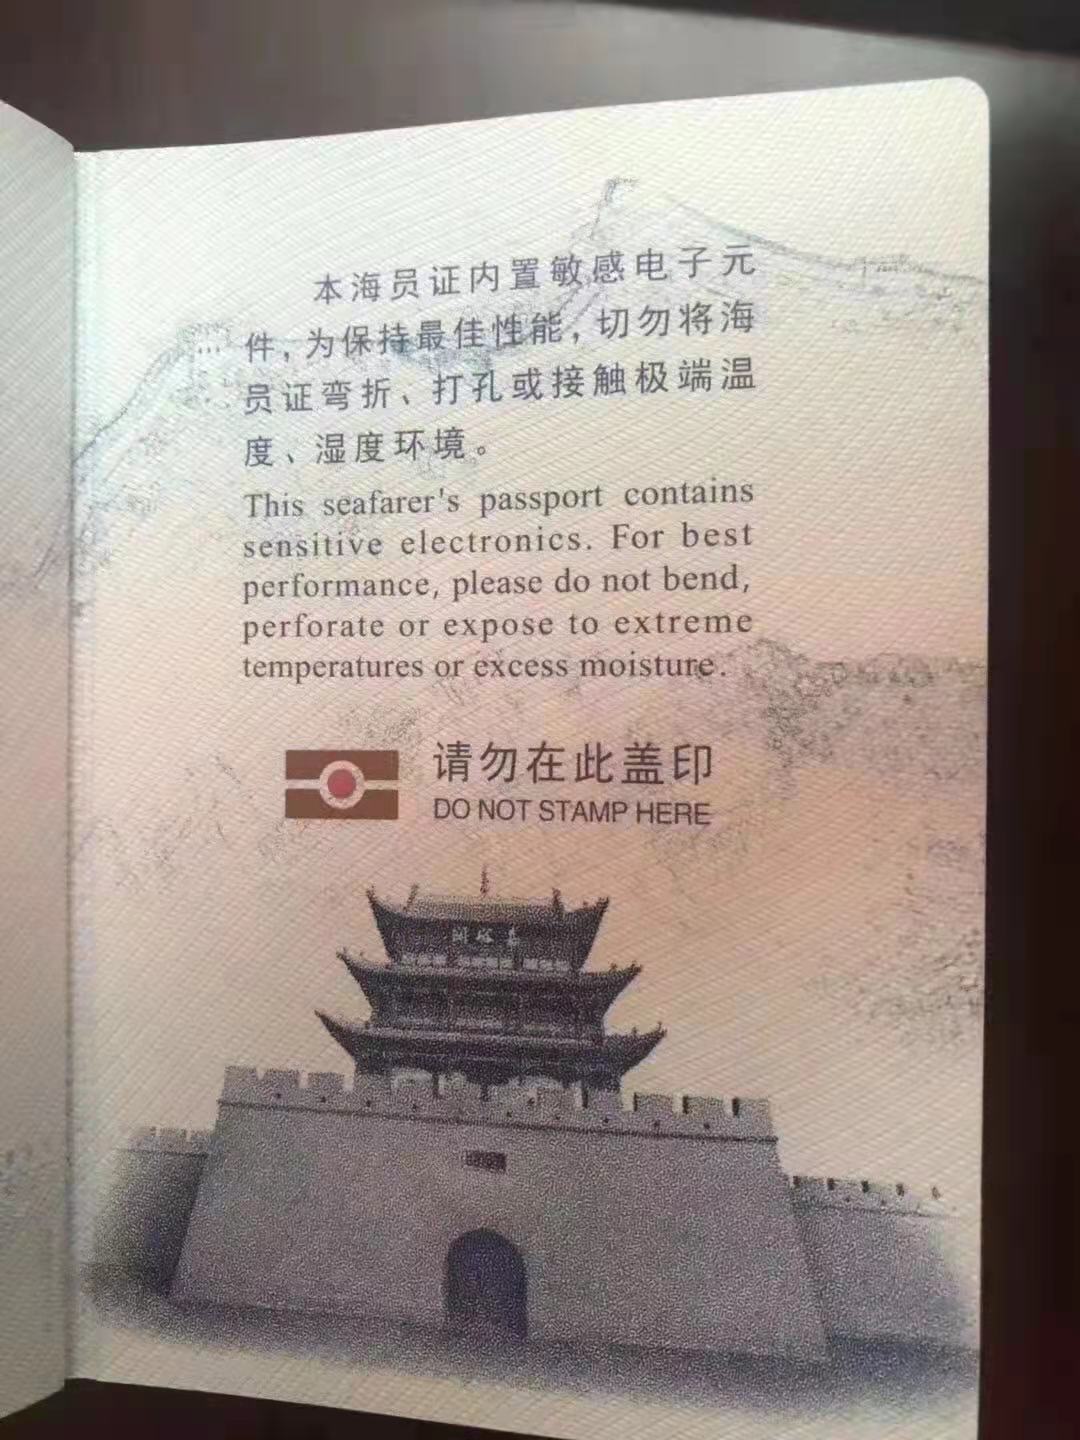 本海员证内置敏感电子元
件，为保持最佳性能，切勿将海
员证弯折、打孔或接触极端温
度、湿度环境。
This seafarer's passport contains
sensitive electronics. For best
performance, please do not bend,
perforate or expose to extreme
temperatures or excess moisture.
请勿在此盖印
DO NOT STAMP HERE